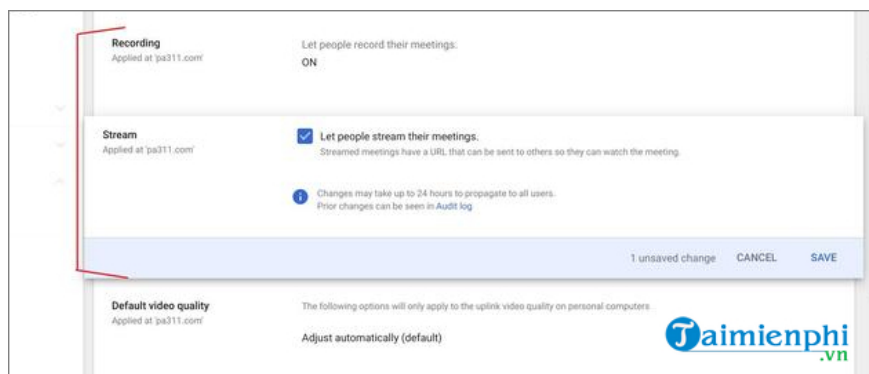 Recording
Applied at 'pa311.com'
Let people record their meetings.
ON
Stream
Applied at 'pa311.com'
Let people stream their meetings.
Streamed meetings have a URL that can be sent to others so they can watch the meeting.
Changes may take up to 24 hours to propagate to all users.
Prior changes can be seen in Audit log
1 unsaved change CANCEL SAVE
Default video quality
Applied at 'pa311.com'
The following options will only apply to the uplink video quality on personal computers
Adjust automatically (default)
Taimienphi
.vn